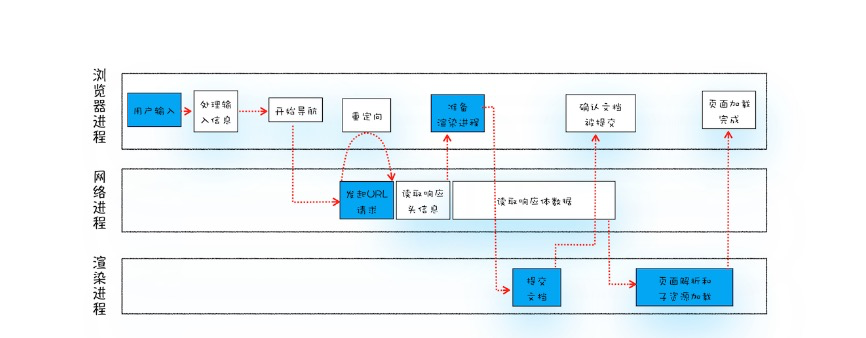 浏览器进程
用户输入
处理输
入信息
开始导航
重定向
准备
渲染进程
确认文档
被提交
页面加载
完成
网络进程
发起URL
请求
读取响应
头信息
读取响应体数据
渲染进程
提交
文档
页面解析和
子资源加载